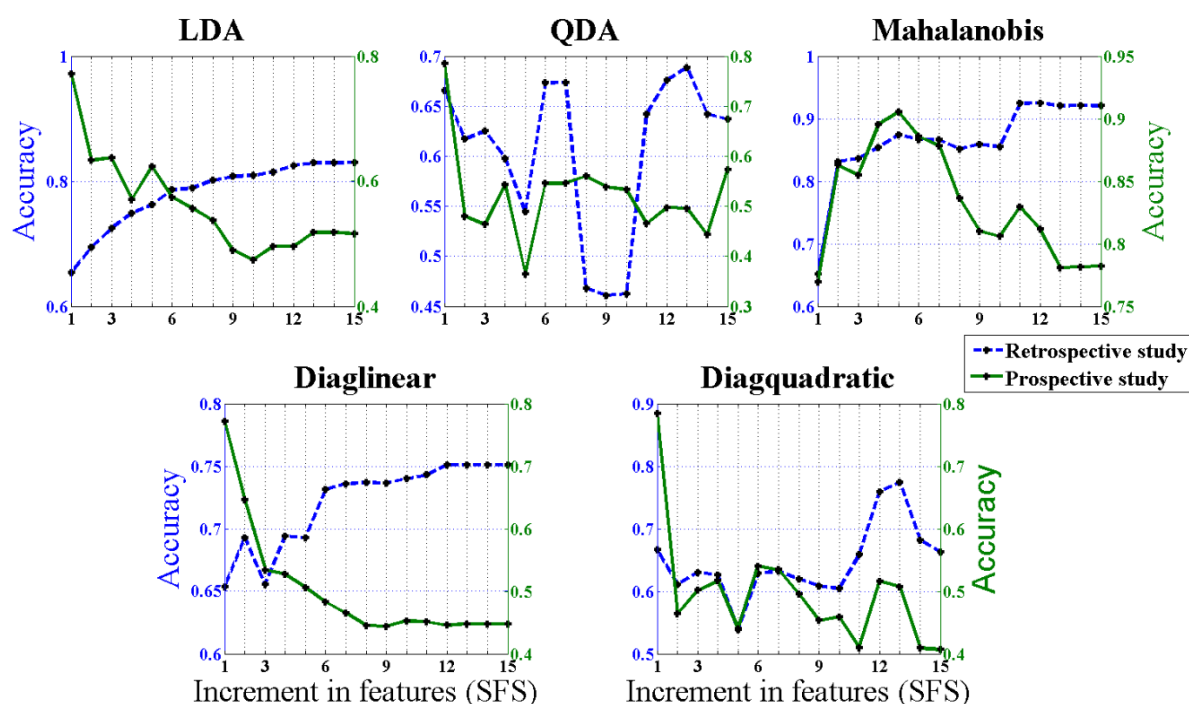 LDA QDA Mahalanobis
1 0.8 0.7 0.8 1 0.95
0.7
0.65 0.9 0.9
0.9 0.6
0.8 0.6 0.6 0.8 0.85
0.55 0.5
0.5 0.4 0.7 0.8
0.6 0.4 0.45 0.3 0.6 0.75
1 3 6 9 12 15 1 3 6 9 12 15 1 3 6 9 12 15
Accuracy Accuracy
Retrospective study
Prospective study
Diaglinear Diagquadratic
0.8 0.8 0.9 0.8
0.75 0.7 0.8 0.7
0.7 0.6 0.7 0.6
0.65 0.5 0.6 0.5
0.6 0.4 0.5 0.4
1 3 6 9 12 15 1 3 6 9 12 15
Accuracy Accuracy
Increment in features (SFS) Increment in features (SFS)